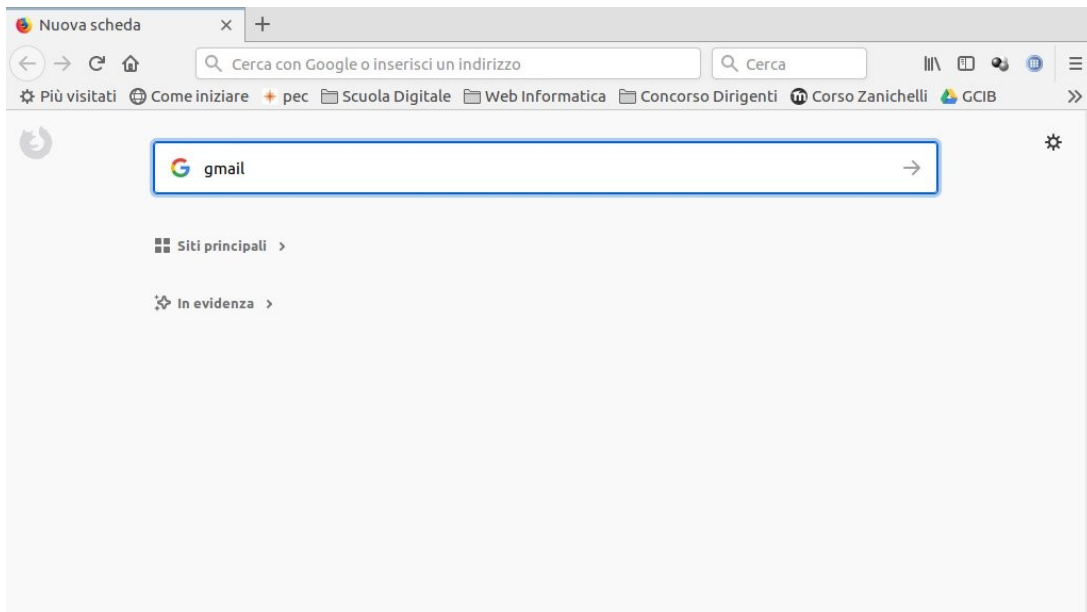 Nuova scheda
Cerca con Google o inserisci un indirizzo Cerca
Più visitati Come iniziare pec Scuola Digitale Web Informatica Concorso Dirigenti Corso Zanichelli GCIB
gmail
Siti principali
In evidenza